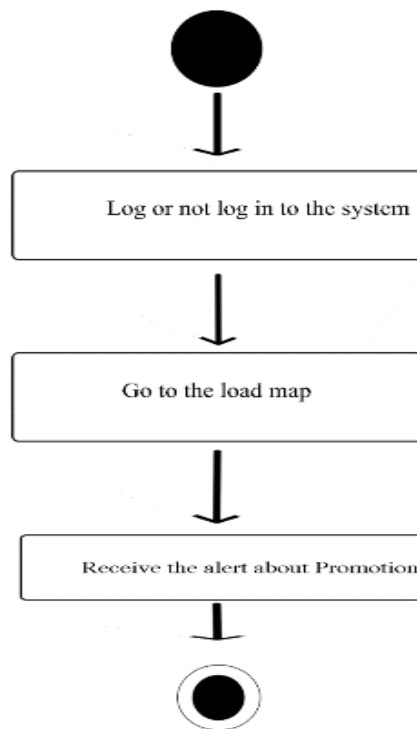 Log or not log in to the system
Go to the load map
Receive the alert about Promotion